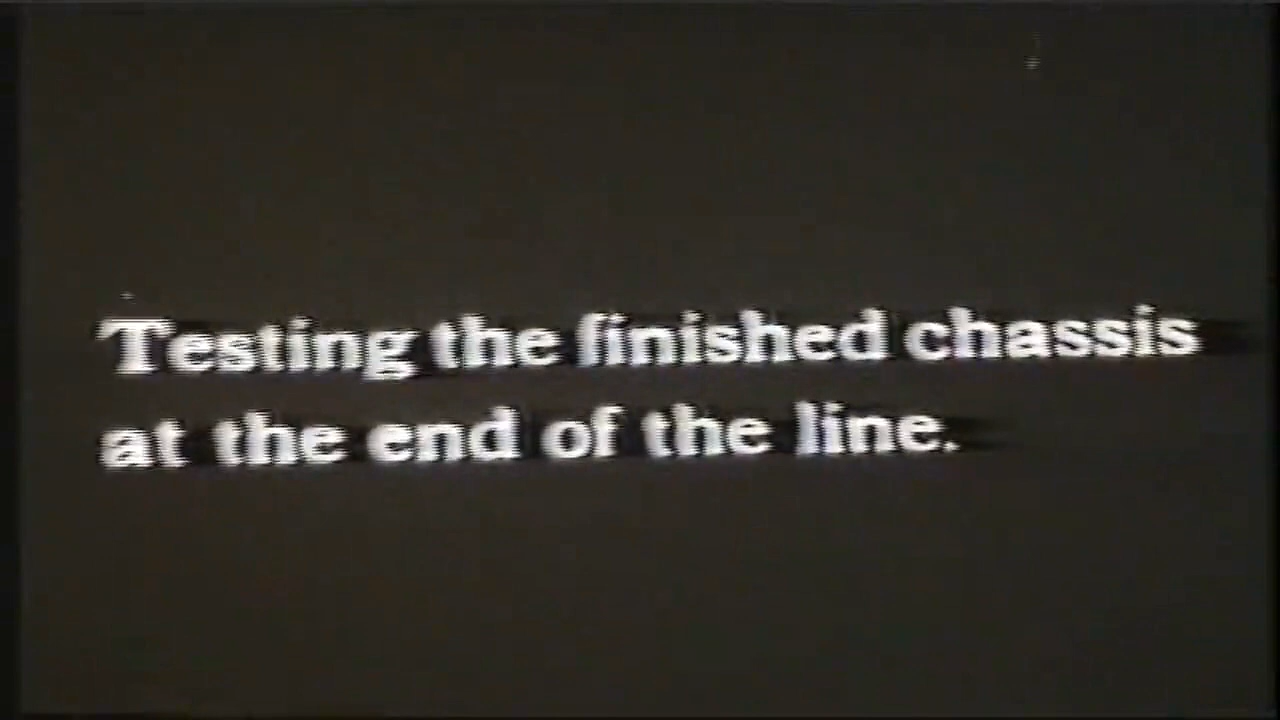 Testing the finished chassis
at the end of the line.